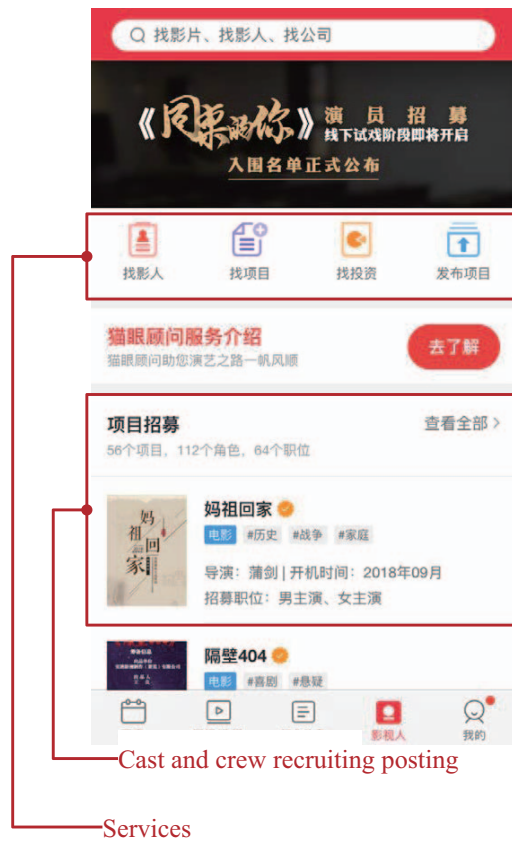 找影片、找影人、找公司
《同桌的你》演员招募
线下试戏阶段即将开启
入围名单正式公布
找影人 找项目 找投资 发布项目
猫眼顾问服务介绍
猫眼顾问助您演艺之路一帆风顺
去了解
项目招募 查看全部
56个项目，112个角色，64个职位
妈祖回家
妈祖回家
电影 #历史 #战争 #家庭
导演：蒲剑 | 开机时间：2018年09月
招募职位：男主演、女主演
隔壁404
电影 #喜剧 #悬疑
影视人 我的
Cast and crew recruiting posting
Services